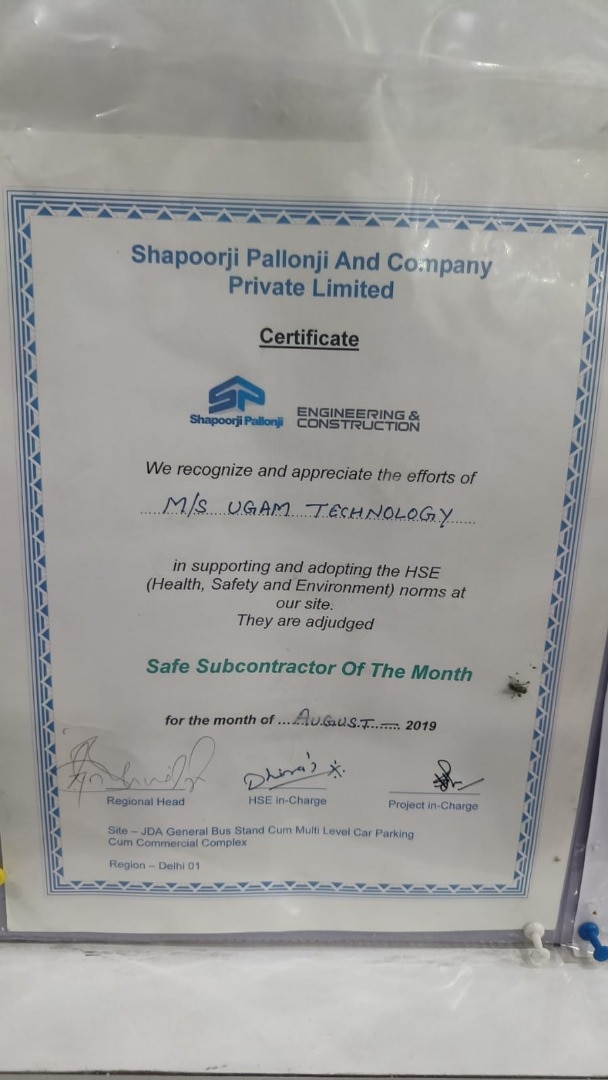 Shapoorji Pallonji And Company
Private Limited
Certificate
SP
Shapoorji Pallonji
ENGINEERING &
CONSTRUCTION
We recognize and appreciate the efforts of
M/S UGAM TECHNOLOGY
in supporting and adopting the HSE
(Health, Safety and Environment) norms at
our site.
They are adjudged
Safe Subcontractor Of The Month
for the month of ...AUGUST...... 2019
Dhiraj
Regional Head
HSE in-Charge
Project in-Charge
Site – JDA General Bus Stand Cum Multi Level Car Parking
Cum Commercial Complex
Region – Delhi 01